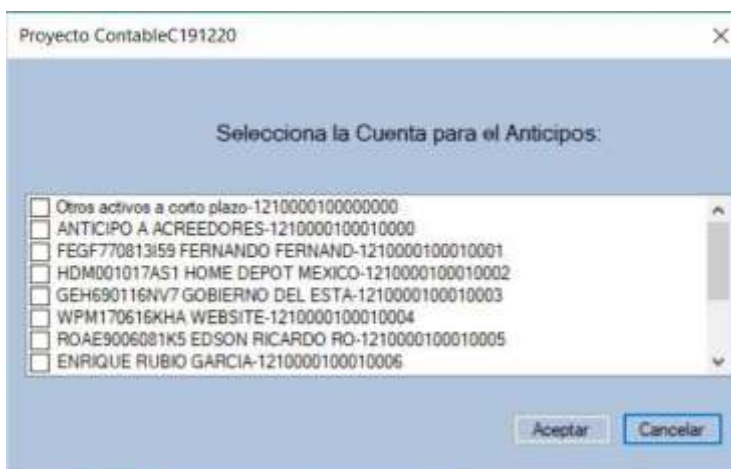 Proyecto ContableC191220
Selecciona la Cuenta para el Anticipos:
Otros activos a corto plazo-1210000100000000
ANTICIPO A ACREEDORES-1210000100010000
FEGF770813I59 FERNANDO FERNAND-1210000100010001
HDM001017AS1 HOME DEPOT MEXICO-1210000100010002
GEH690116NV7 GOBIERNO DEL ESTA-1210000100010003
WPM170616KHA WEBSITE-1210000100010004
ROAE9006081K5 EDSON RICARDO RO-1210000100010005
ENRIQUE RUBIO GARCIA-1210000100010006
Aceptar Cancelar